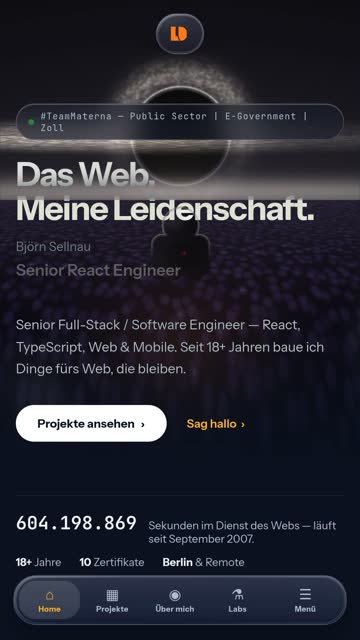 #TeamMaterna — Public Sector | E-Government |
Zoll
Das Web.
Meine Leidenschaft.
Björn Sellnau
Senior React Engineer
Senior Full-Stack / Software Engineer — React,
TypeScript, Web & Mobile. Seit 18+ Jahren baue ich
Dinge fürs Web, die bleiben.
Projekte ansehen ›
Sag hallo ›
604.198.869
Sekunden im Dienst des Webs — läuft
seit September 2007.
18+ Jahre
10 Zertifikate
Berlin & Remote
Home
Projekte
Über mich
Labs
Menü